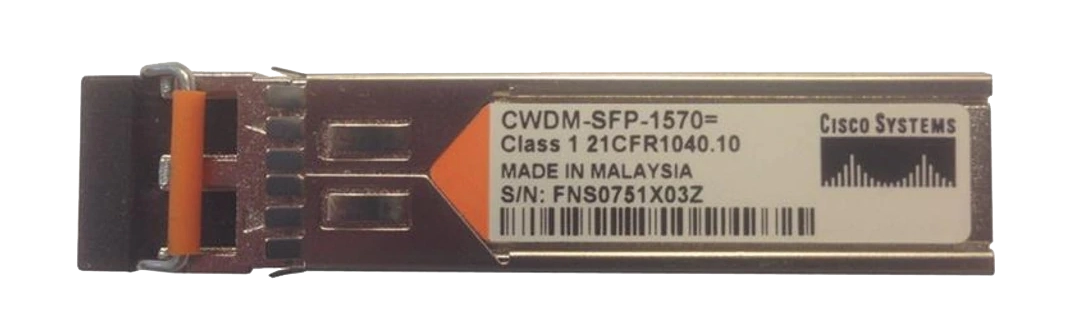 CWDM-SFP-1570=
Class 1 21CFR1040.10
MADE IN MALAYSIA
S/N: FNS0751X03Z
CISCO SYSTEMS